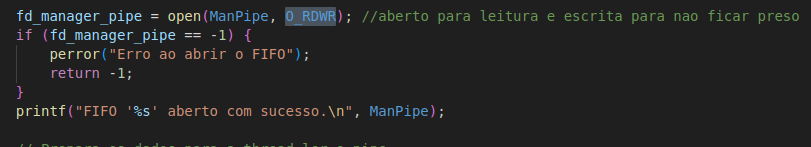 fd_manager_pipe = open(ManPipe, O_RDWR); //aberto para leitura e escrita para nao ficar preso
if (fd_manager_pipe == -1) {
perror("Erro ao abrir o FIFO");
return -1;
}
printf("FIFO '%s' aberto com sucesso.\n", ManPipe);